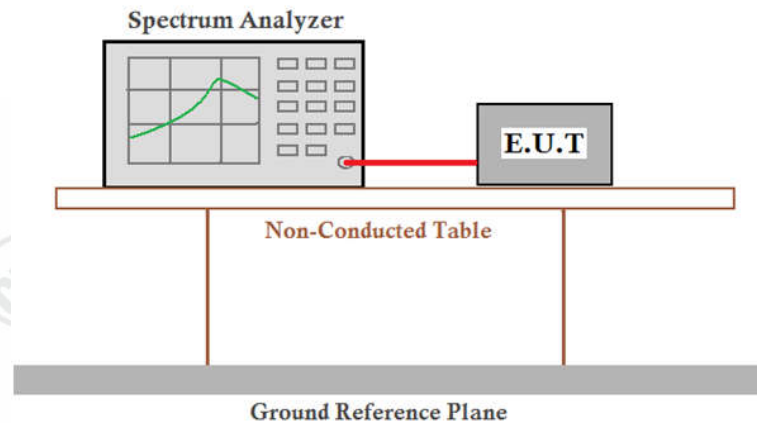 Spectrum Analyzer
E.U.T
Non-Conducted Table
Ground Reference Plane